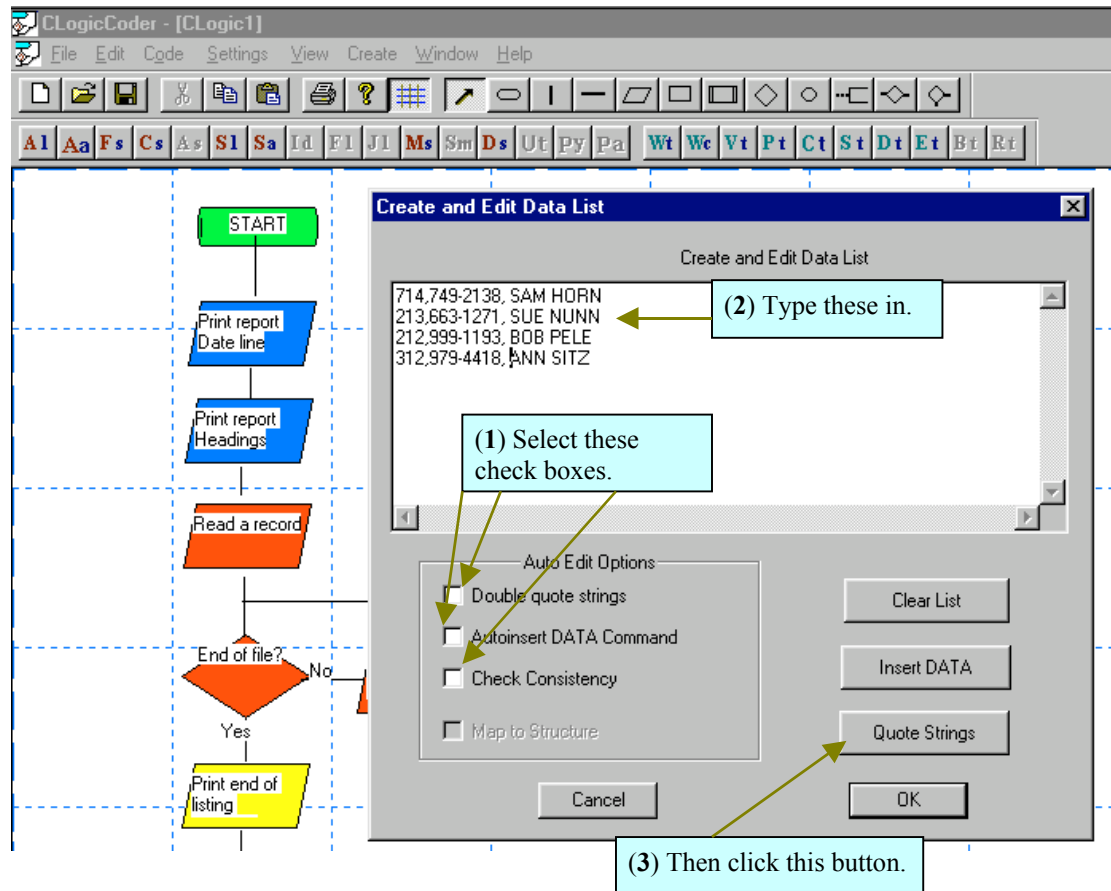 CLogicCoder - [CLogic1]
File Edit Code Settings View Create Window Help
Al Aa Fs Cs As Sl Sa Id Fl Jl Ms Sm Ds Ut Py Pa Wt Wc Vt Pt Ct St Dt Et Bt Rt
START
Print report
Date line
Print report
Headings
Read a record
End of file?
No
Yes
Print end of
listing
Create and Edit Data List
Create and Edit Data List
714,749-2138, SAM HORN
213,663-1271, SUE NUNN
212,999-1193, BOB PELE
312,979-4418, ANN SITZ
(2) Type these in.
(1) Select these
check boxes.
Auto Edit Options
Double quote strings
Autoinsert DATA Command
Check Consistency
Map to Structure
Clear List
Insert DATA
Quote Strings
Cancel
OK
(3) Then click this button.